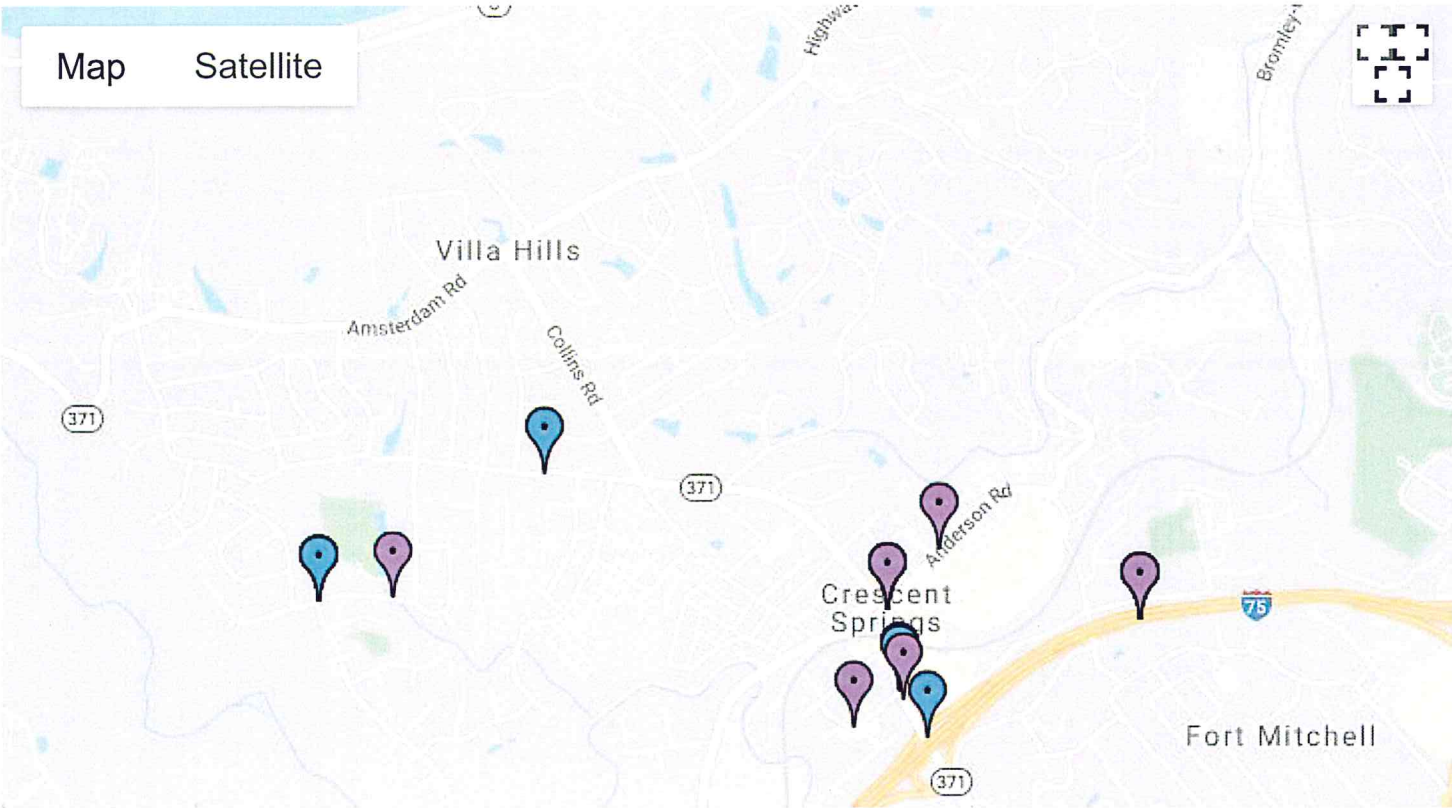 Map
Satellite
Villa Hills
Amsterdam Rd
Collins Rd
371
371
Anderson Rd
Crescent
Springs
75
Fort Mitchell
371